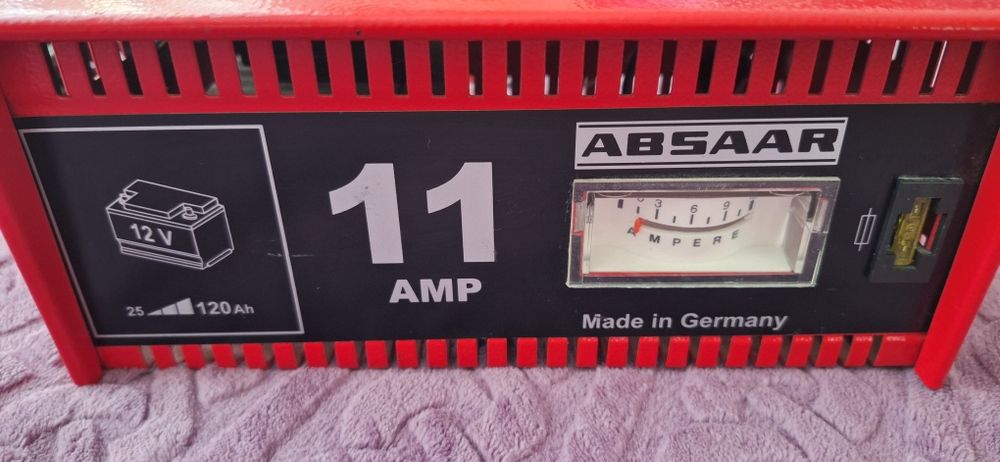 12 V
25 120 Ah
11
AMP
ABSAAR
3 6 9
AMPERE
Made in Germany